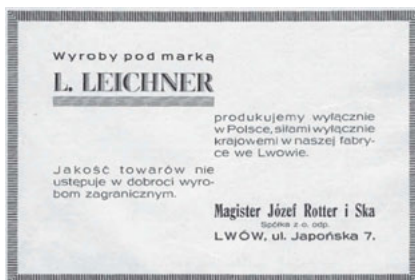 Wyroby pod marką
L. LEICHNER
produkujemy wyłącznie
w Polsce, siłami wyłącznie
krajowemi w naszej fabry-
ce we Lwowie.
Jakość towarów nie
ustępuje w dobroci wyro-
bom zagranicznym.
Magister Józef Rotter i Ska
Spółka z o. odp.
LWÓW, ul. Japońska 7.